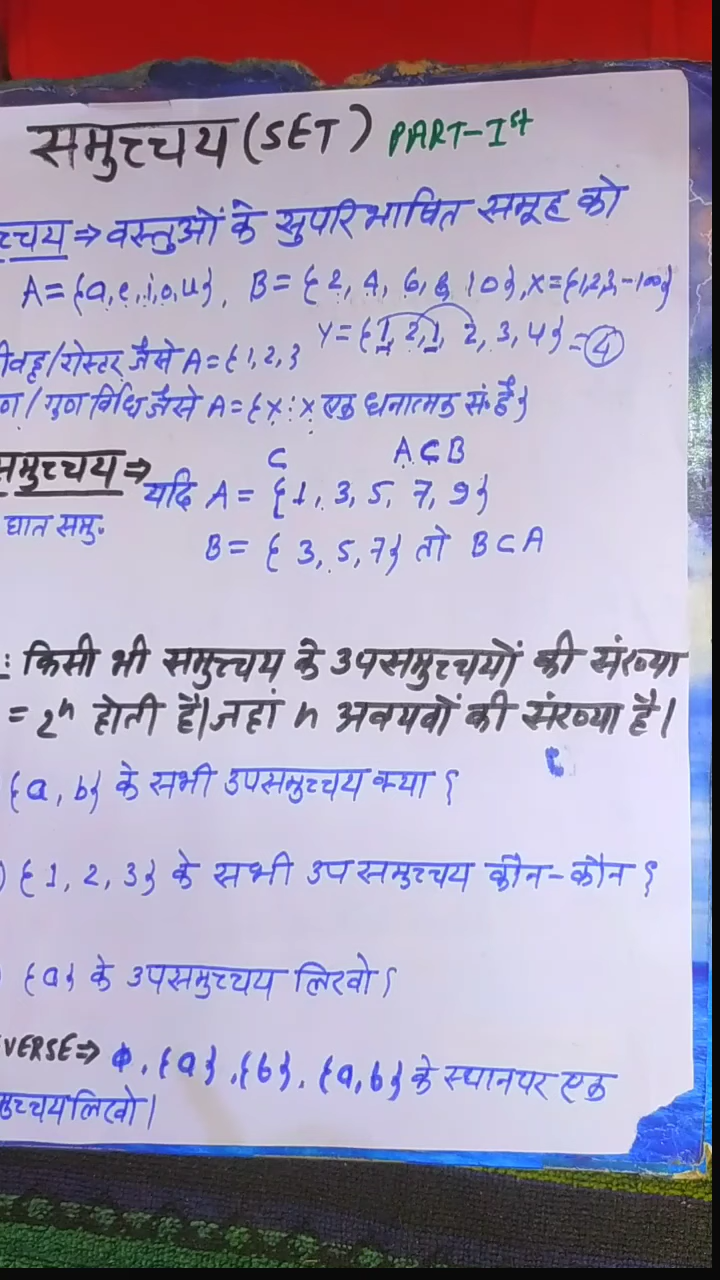 समुच्चय (SET) PART-Ist
च्चय ⇒ वस्तुओं के सुपरिभाषित समूह को
A = {a, e, i, o, u}, B = {2, 4, 6, 8, 10}, X = {1,2,3,-100}
Y = {1, 2, 1, 2, 3, 4} = 4
रोस्टर जैसे A = {1, 2, 3
/ गुण विधि जैसे A = {x : x एक धनात्मक सं. है}
समुच्चय ⇒
C A ⊄ B
यदि A = {1, 3, 5, 7, 9}
घात समु.
B = {3, 5, 7} तो B ⊂ A
: किसी भी समुच्चय के उपसमुच्चयों की संख्या
= 2ⁿ होती है। जहां n अवयवों की संख्या है।
{a, b} के सभी उपसमुच्चय क्या ?
) {1, 2, 3} के सभी उपसमुच्चय कौन-कौन ?
{a} के उपसमुच्चय लिखो ?
VERSE ⇒ ϕ, {a}, {b}, {a, b} के स्थान पर एक
मुच्चय लिखो।